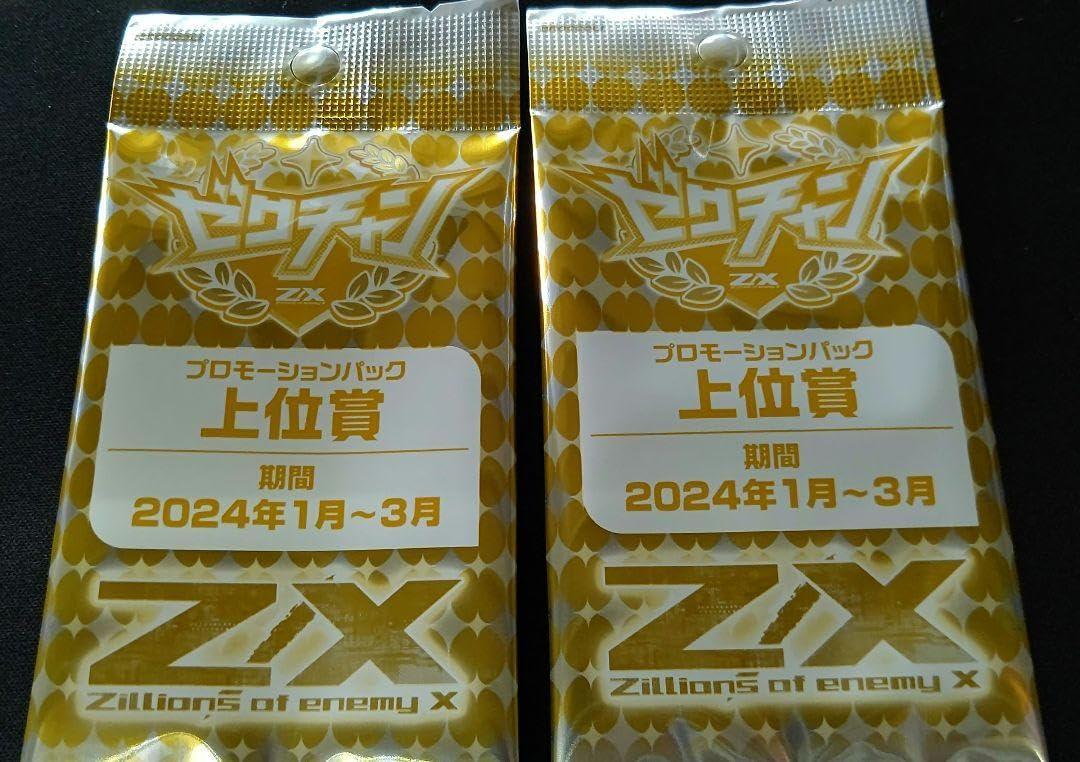 ゼクチャン
Z/X
プロモーションパック
上位賞
期間
2024年1月～3月
Z/X
Zillions of enemy X
ゼクチャン
Z/X
プロモーションパック
上位賞
期間
2024年1月～3月
Z/X
Zillions of enemy X